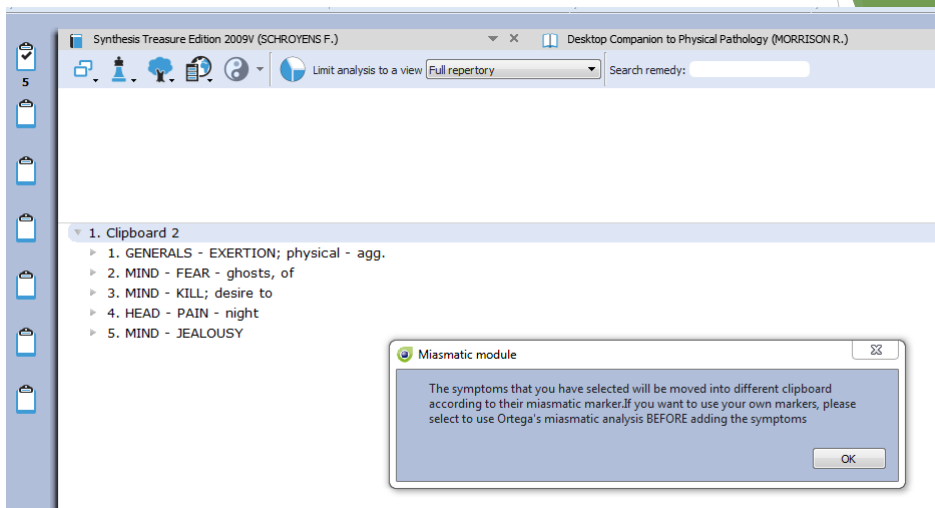 Synthesis Treasure Edition 2009V (SCHROYENS F.)
Desktop Companion to Physical Pathology (MORRISON R.)
Limit analysis to a view Full repertory
Search remedy:
5
1. Clipboard 2
1. GENERALS - EXERTION; physical - agg.
2. MIND - FEAR - ghosts, of
3. MIND - KILL; desire to
4. HEAD - PAIN - night
5. MIND - JEALOUSY
Miasmatic module
The symptoms that you have selected will be moved into different clipboard
according to their miasmatic marker.If you want to use your own markers, please
select to use Ortega's miasmatic analysis BEFORE adding the symptoms
OK